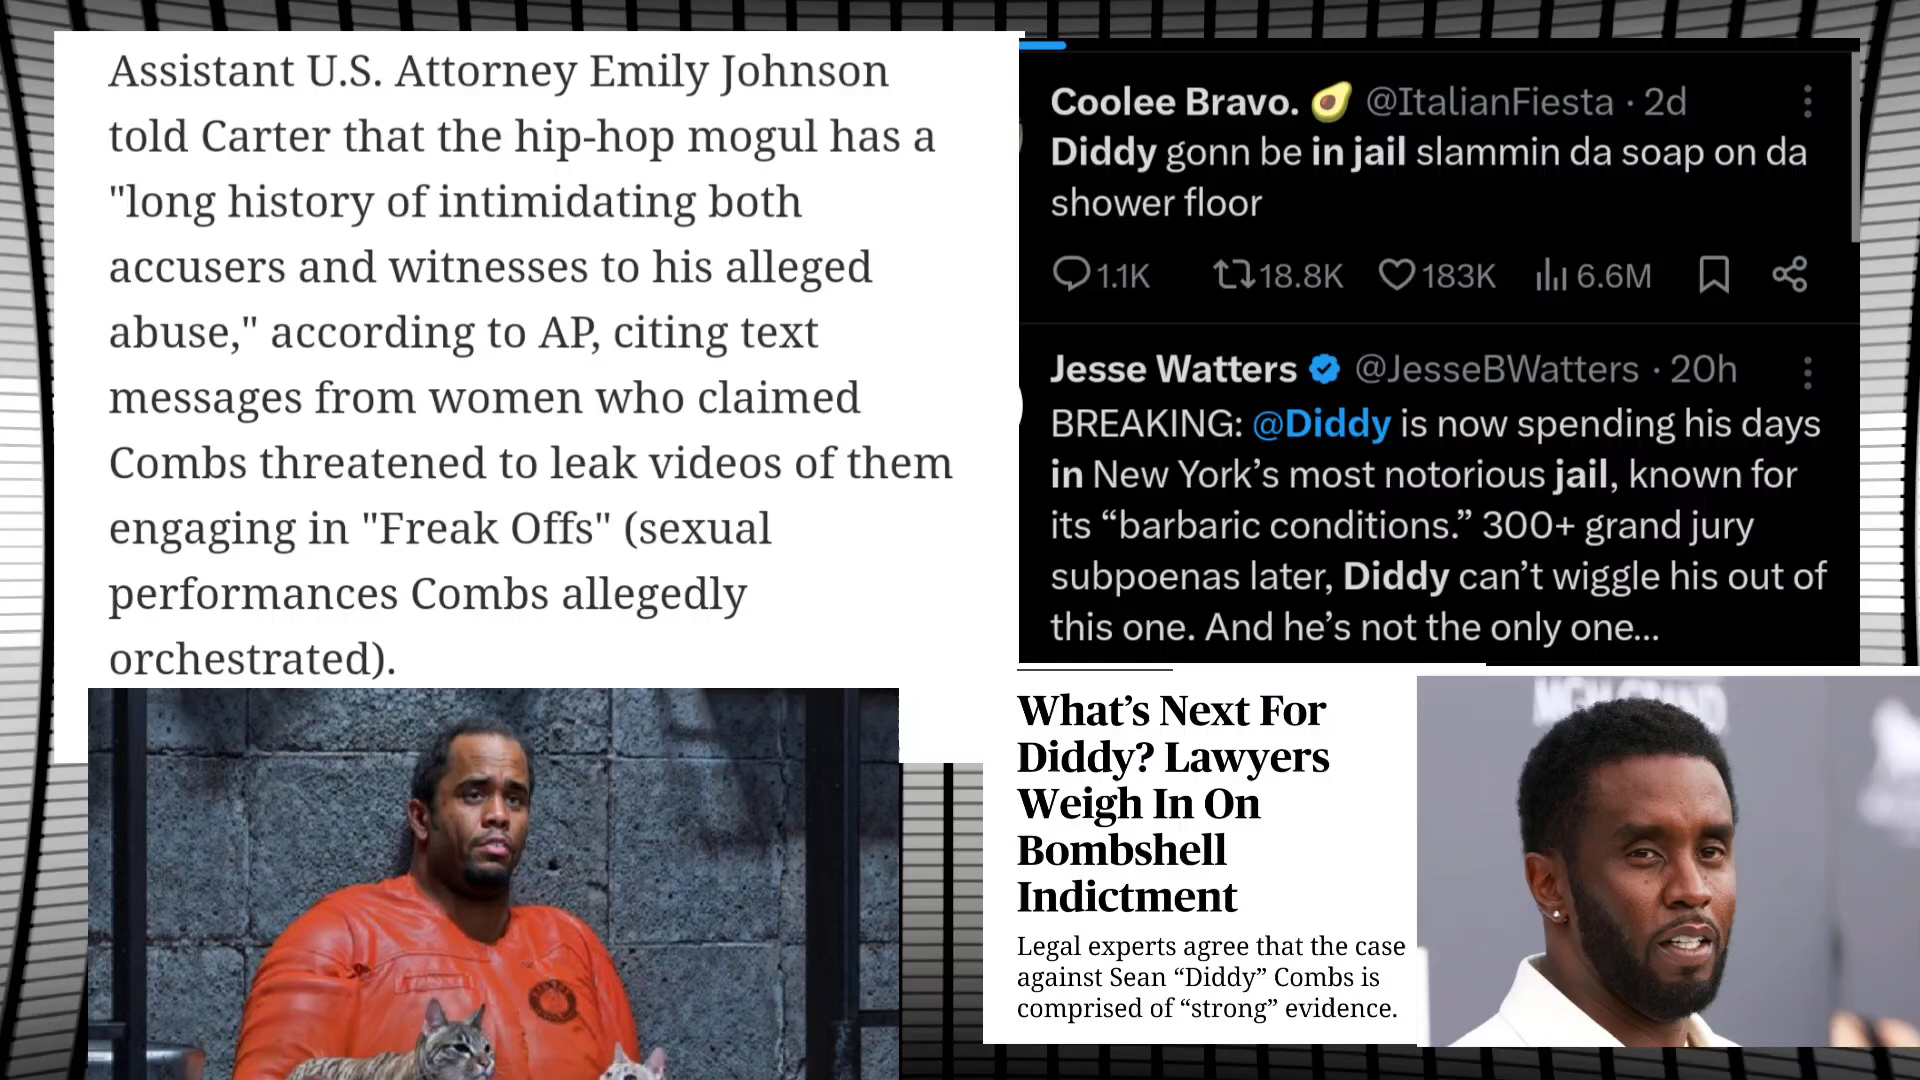 Assistant U.S. Attorney Emily Johnson
told Carter that the hip-hop mogul has a
"long history of intimidating both
accusers and witnesses to his alleged
abuse," according to AP, citing text
messages from women who claimed
Combs threatened to leak videos of them
engaging in "Freak Offs" (sexual
performances Combs allegedly
orchestrated).
Coolee Bravo. 🥑 @ItalianFiesta · 2d
Diddy gonn be in jail slammin da soap on da
shower floor
1.1K 18.8K 183K 6.6M
Jesse Watters @JesseBWatters · 20h
BREAKING: @Diddy is now spending his days
in New York’s most notorious jail, known for
its “barbaric conditions.” 300+ grand jury
subpoenas later, Diddy can’t wiggle his out of
this one. And he’s not the only one...
What’s Next For
Diddy? Lawyers
Weigh In On
Bombshell
Indictment
Legal experts agree that the case
against Sean “Diddy” Combs is
comprised of “strong” evidence.